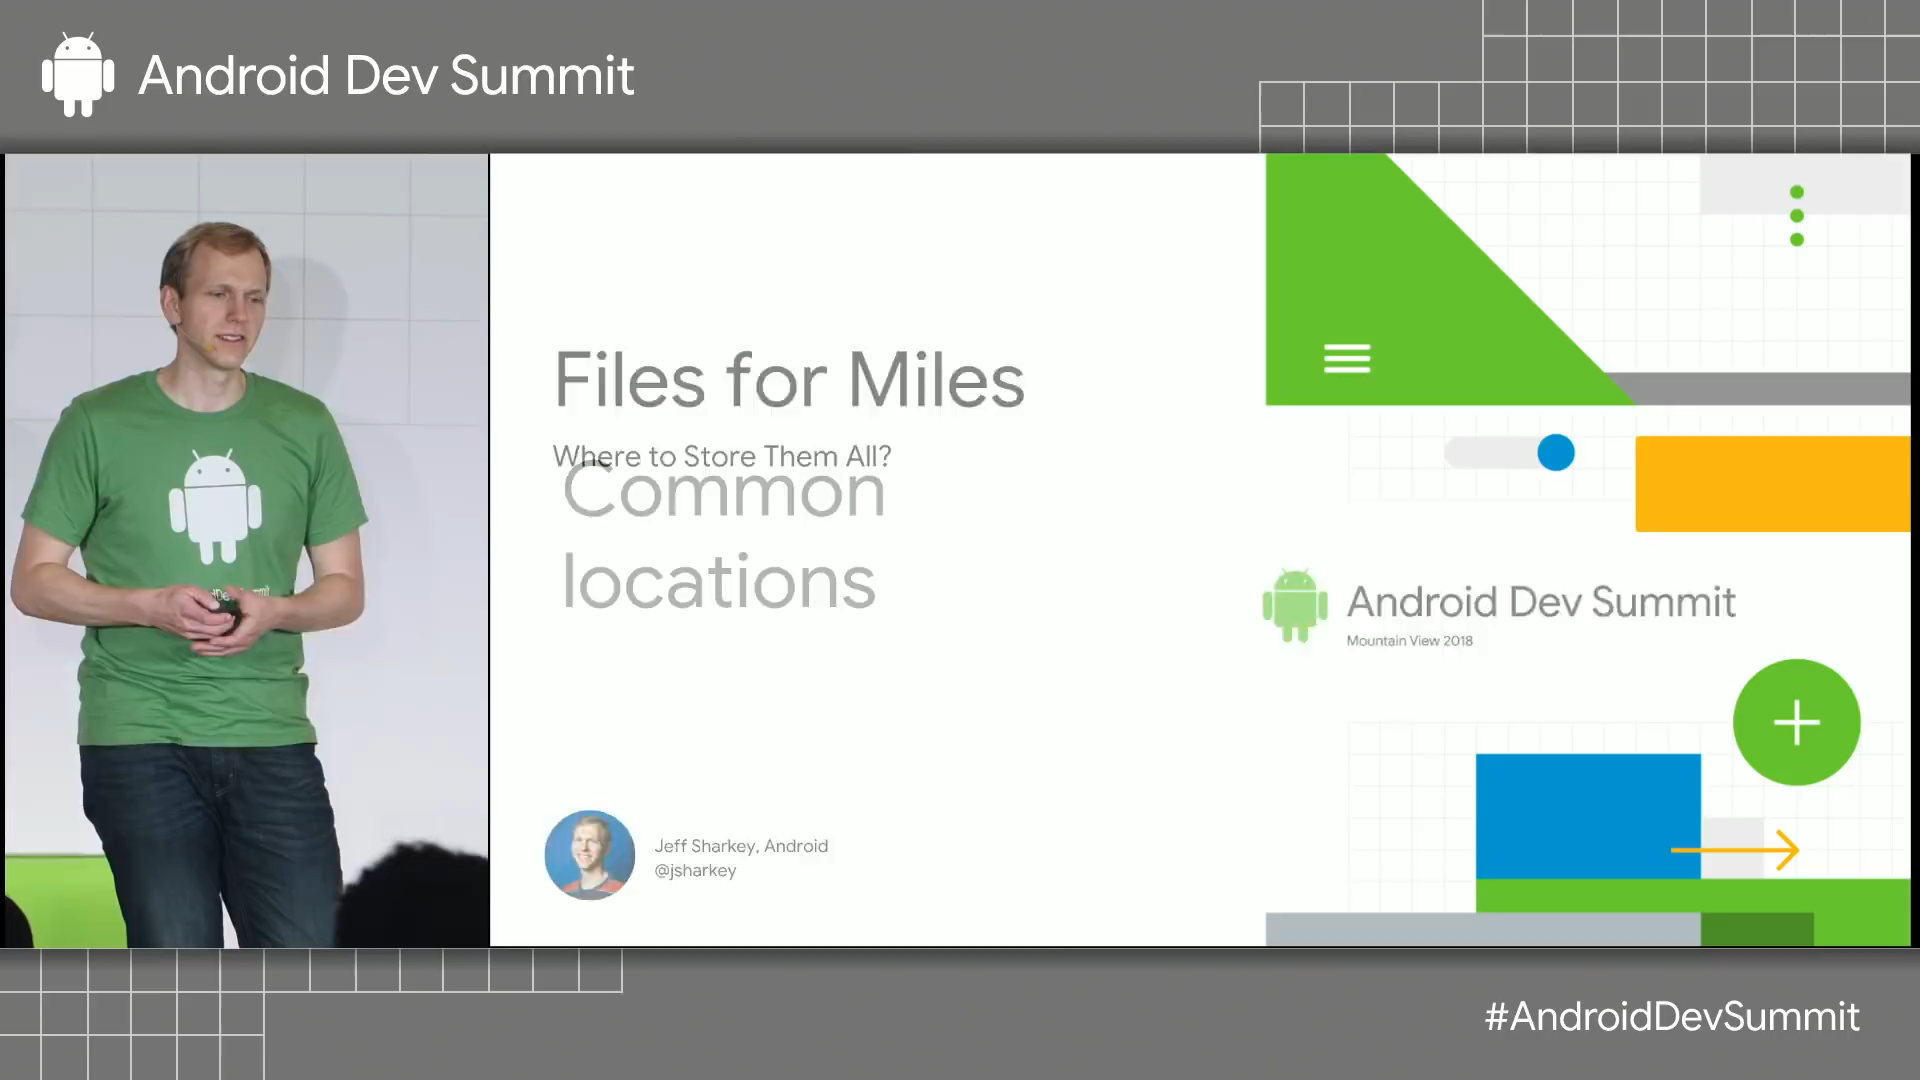 Android Dev Summit
Files for Miles
Where to Store Them All?
Common
locations
Android Dev Summit
Mountain View 2018
Jeff Sharkey, Android
@jsharkey
#AndroidDevSummit